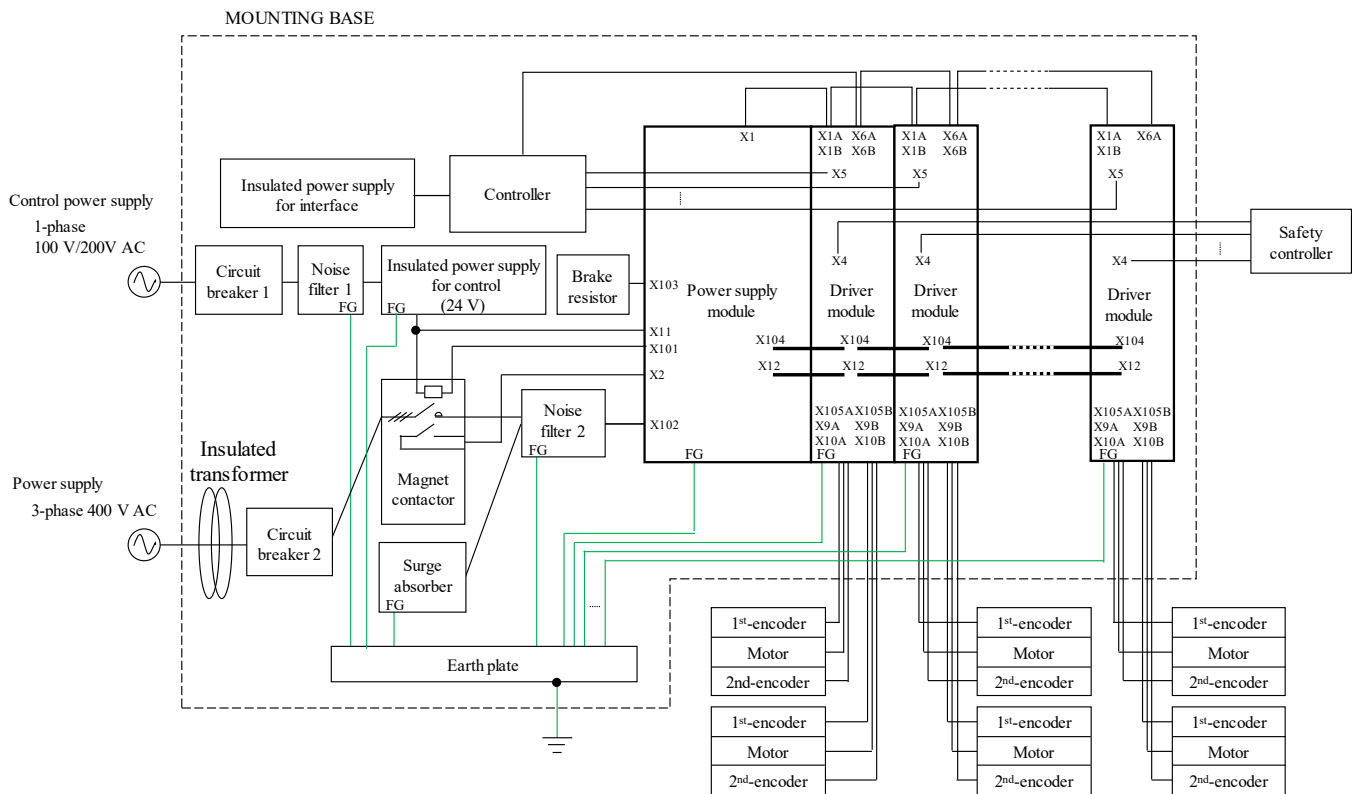 MOUNTING BASE
X1
X1A X6A
X1B X6B
X1A X6A
X1B X6B
X1A X6A
X1B
X5
X5
X5
Insulated power supply
for interface
Controller
Control power supply
1-phase
100 V/200V AC
Safety
controller
Circuit
breaker 1
Noise
filter 1
FG
Insulated power supply
for control
(24 V)
FG
Brake
resistor
X103
Power supply
module
X4
Driver
module
X4
Driver
module
X4
Driver
module
X11
X101
X2
X102
X104
X104
X104
X104
X12
X12
X12
X12
Noise
filter 2
FG
Magnet
contactor
FG
X105A X105B
X9A X9B
X10A X10B
FG
X105A X105B
X9A X9B
X10A X10B
FG
X105A X105B
X9A X9B
X10A X10B
FG
Insulated
transformer
Power supply
3-phase 400 V AC
Circuit
breaker 2
Surge
absorber
FG
Earth plate
1st-encoder
Motor
2nd-encoder
1st-encoder
Motor
2nd-encoder
1st-encoder
Motor
2nd-encoder
1st-encoder
Motor
2nd-encoder
1st-encoder
Motor
2nd-encoder
1st-encoder
Motor
2nd-encoder